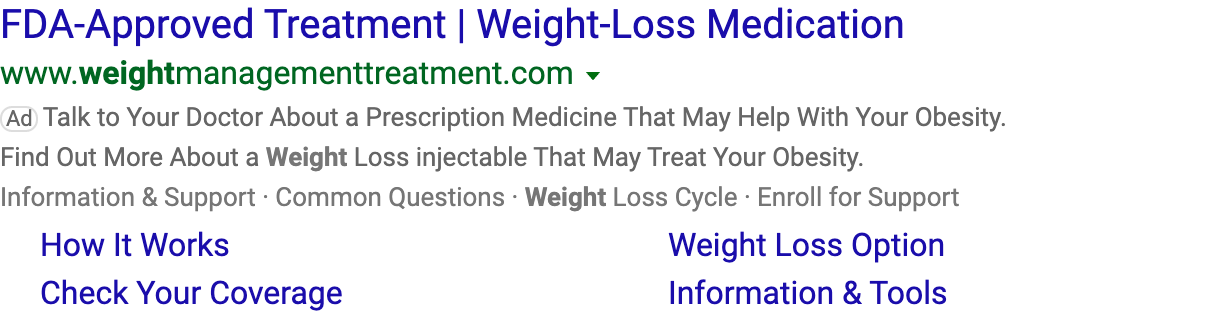 FDA-Approved Treatment | Weight-Loss Medication
www.weightmanagementtreatment.com
Ad Talk to Your Doctor About a Prescription Medicine That May Help With Your Obesity.
Find Out More About a Weight Loss injectable That May Treat Your Obesity.
Information & Support · Common Questions · Weight Loss Cycle · Enroll for Support
How It Works Weight Loss Option
Check Your Coverage Information & Tools